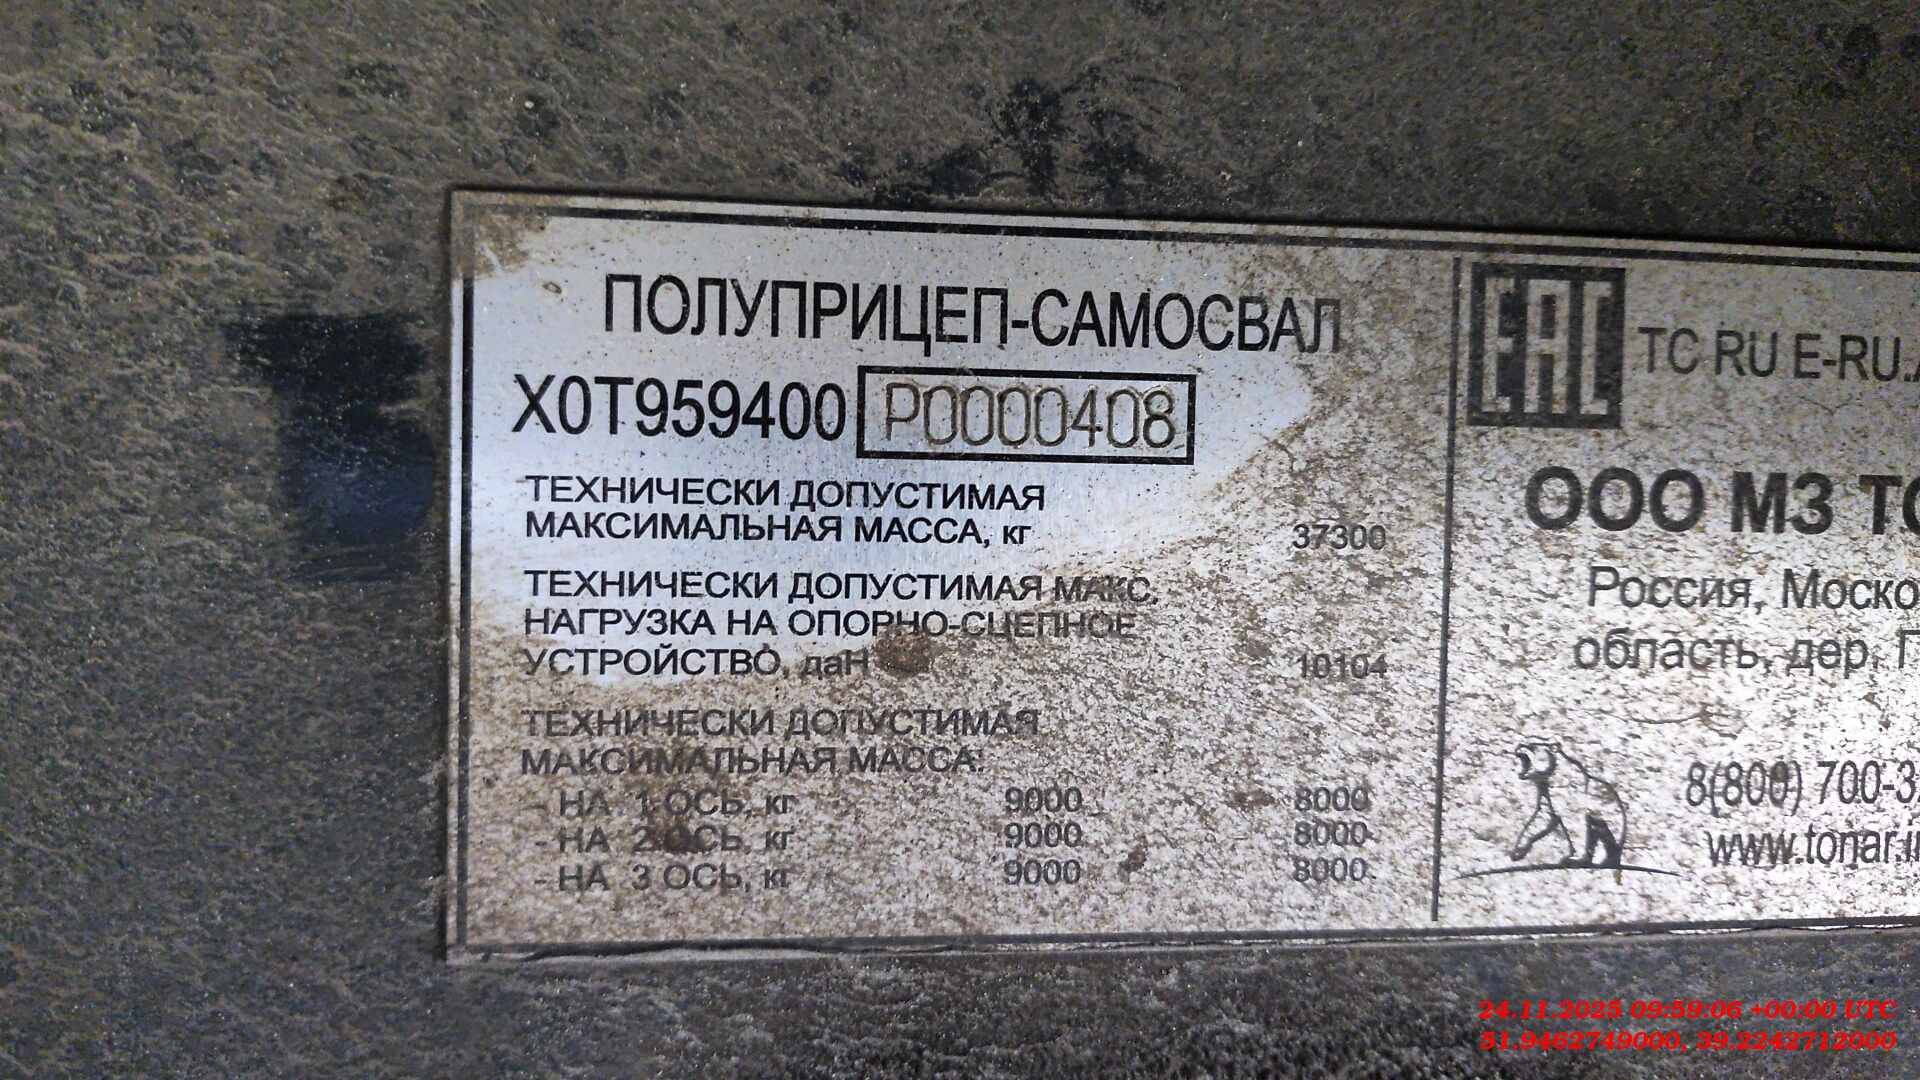 ПОЛУПРИЦЕП-САМОСВАЛ
X0T959400 P0000408
ТЕХНИЧЕСКИ ДОПУСТИМАЯ
МАКСИМАЛЬНАЯ МАССА, кг 37300
ТЕХНИЧЕСКИ ДОПУСТИМАЯ МАКС.
НАГРУЗКА НА ОПОРНО-СЦЕПНОЕ
УСТРОЙСТВО, даН 10104
ТЕХНИЧЕСКИ ДОПУСТИМАЯ
МАКСИМАЛЬНАЯ МАССА:
- НА 1 ОСЬ, кг 9000 8000
- НА 2 ОСЬ, кг 9000 8000
- НА 3 ОСЬ, кг 9000 8000
EAC TC RU E-RU.
ООО МЗ
Россия,
область, дер.
8(800) 700-3
www.tonar.
24.11.2025 09:59:06 +00:00 UTC
51.9462749000, 39.2242712000